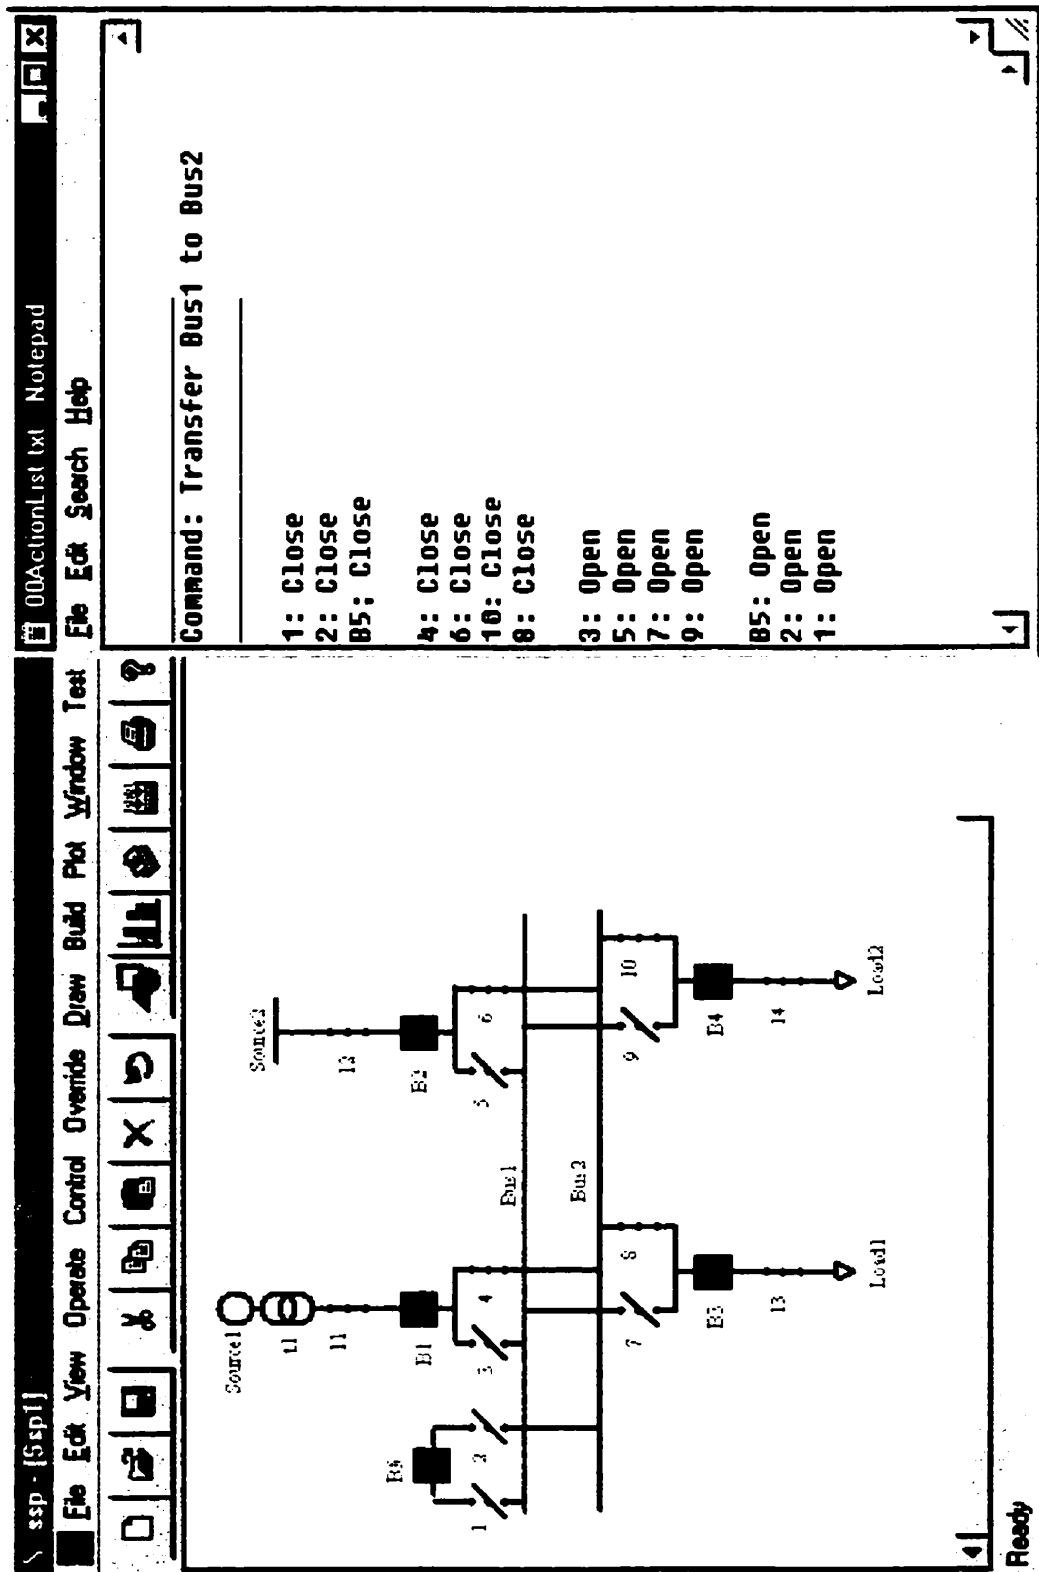 ssp - [Ssp1]
File Edit View Operate Control Override Draw Build Plot Window Test
Source1
t1
11
B1
3
4
B5
1
2
Source2
12
B2
5
6
Bus1
Bus2
7
8
B3
13
Load1
9
10
B4
14
Load2
Ready
00ActionList.txt Notepad
File Edit Search Help
Command: Transfer Bus1 to Bus2
1: Close
2: Close
B5: Close
4: Close
6: Close
10: Close
8: Close
3: Open
5: Open
7: Open
9: Open
B5: Open
2: Open
1: Open